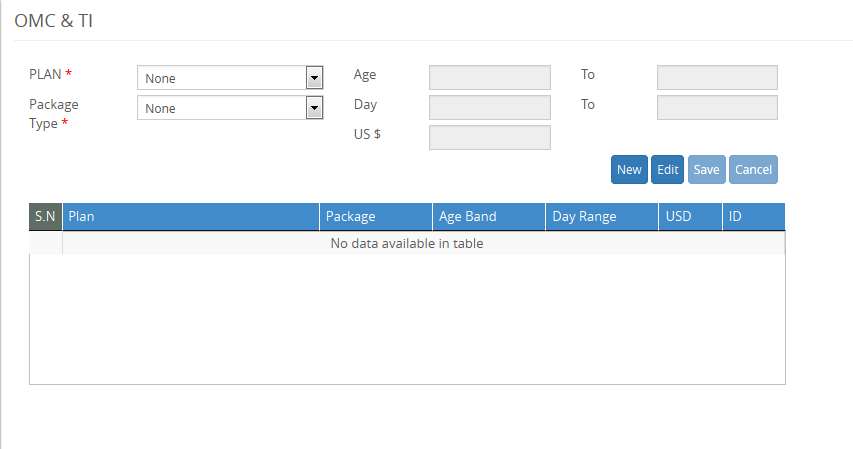 OMC & TI
PLAN * None Age To
Package Type * None Day To
US $
New Edit Save Cancel
S.N Plan Package Age Band Day Range USD ID
No data available in table